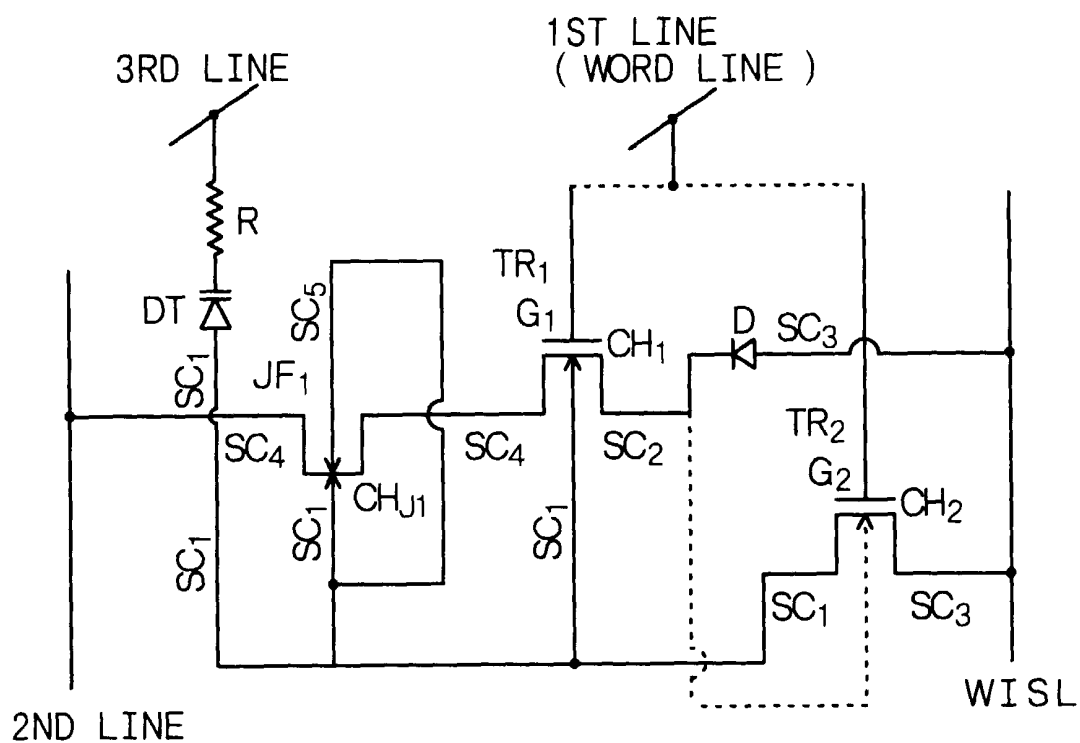 1ST LINE
( WORD LINE )
3RD LINE
R
TR1
SC5
DT
G1
D
SC3
CH1
JF1
SC1
TR2
SC4
SC4
SC2
G2
CHJ1
CH2
SC1
SC1
SC1
SC1
SC3
WISL
2ND LINE